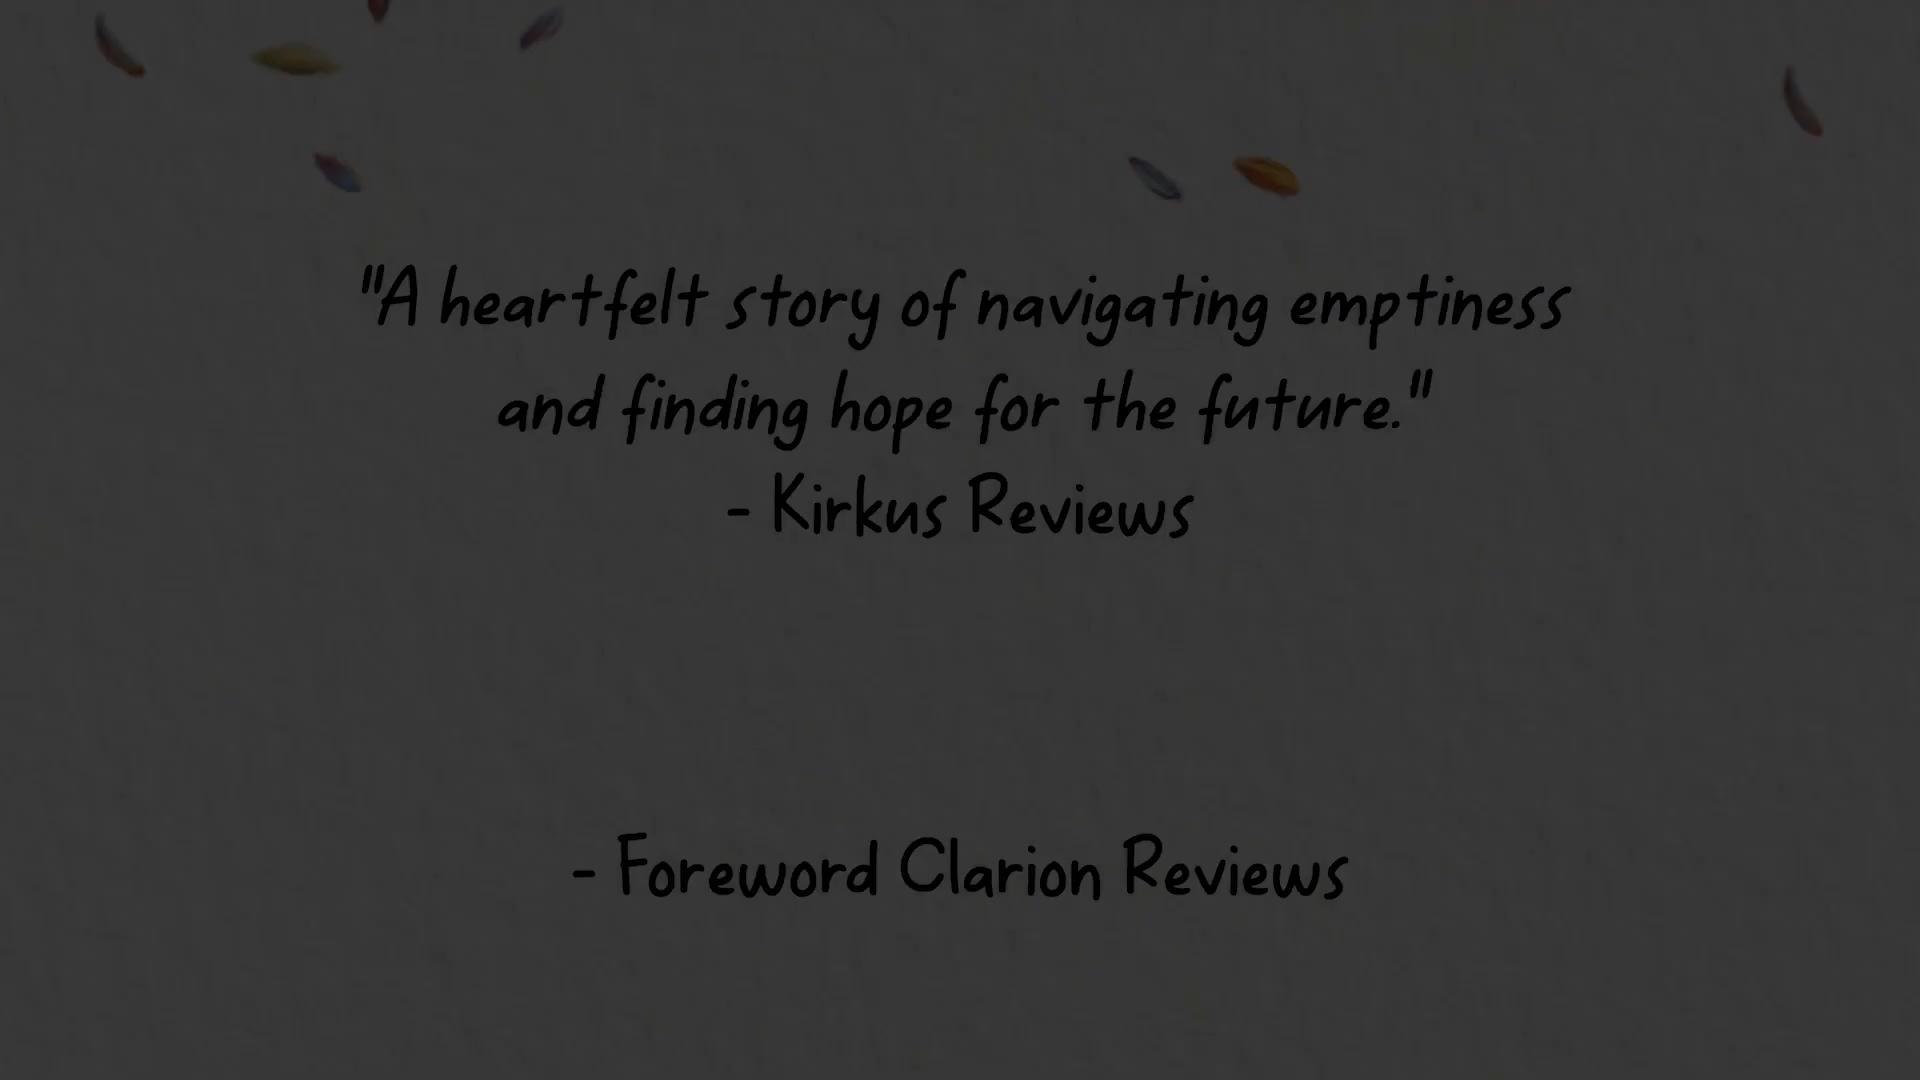 "A heartfelt story of navigating emptiness
and finding hope for the future."
- Kirkus Reviews
- Foreword Clarion Reviews